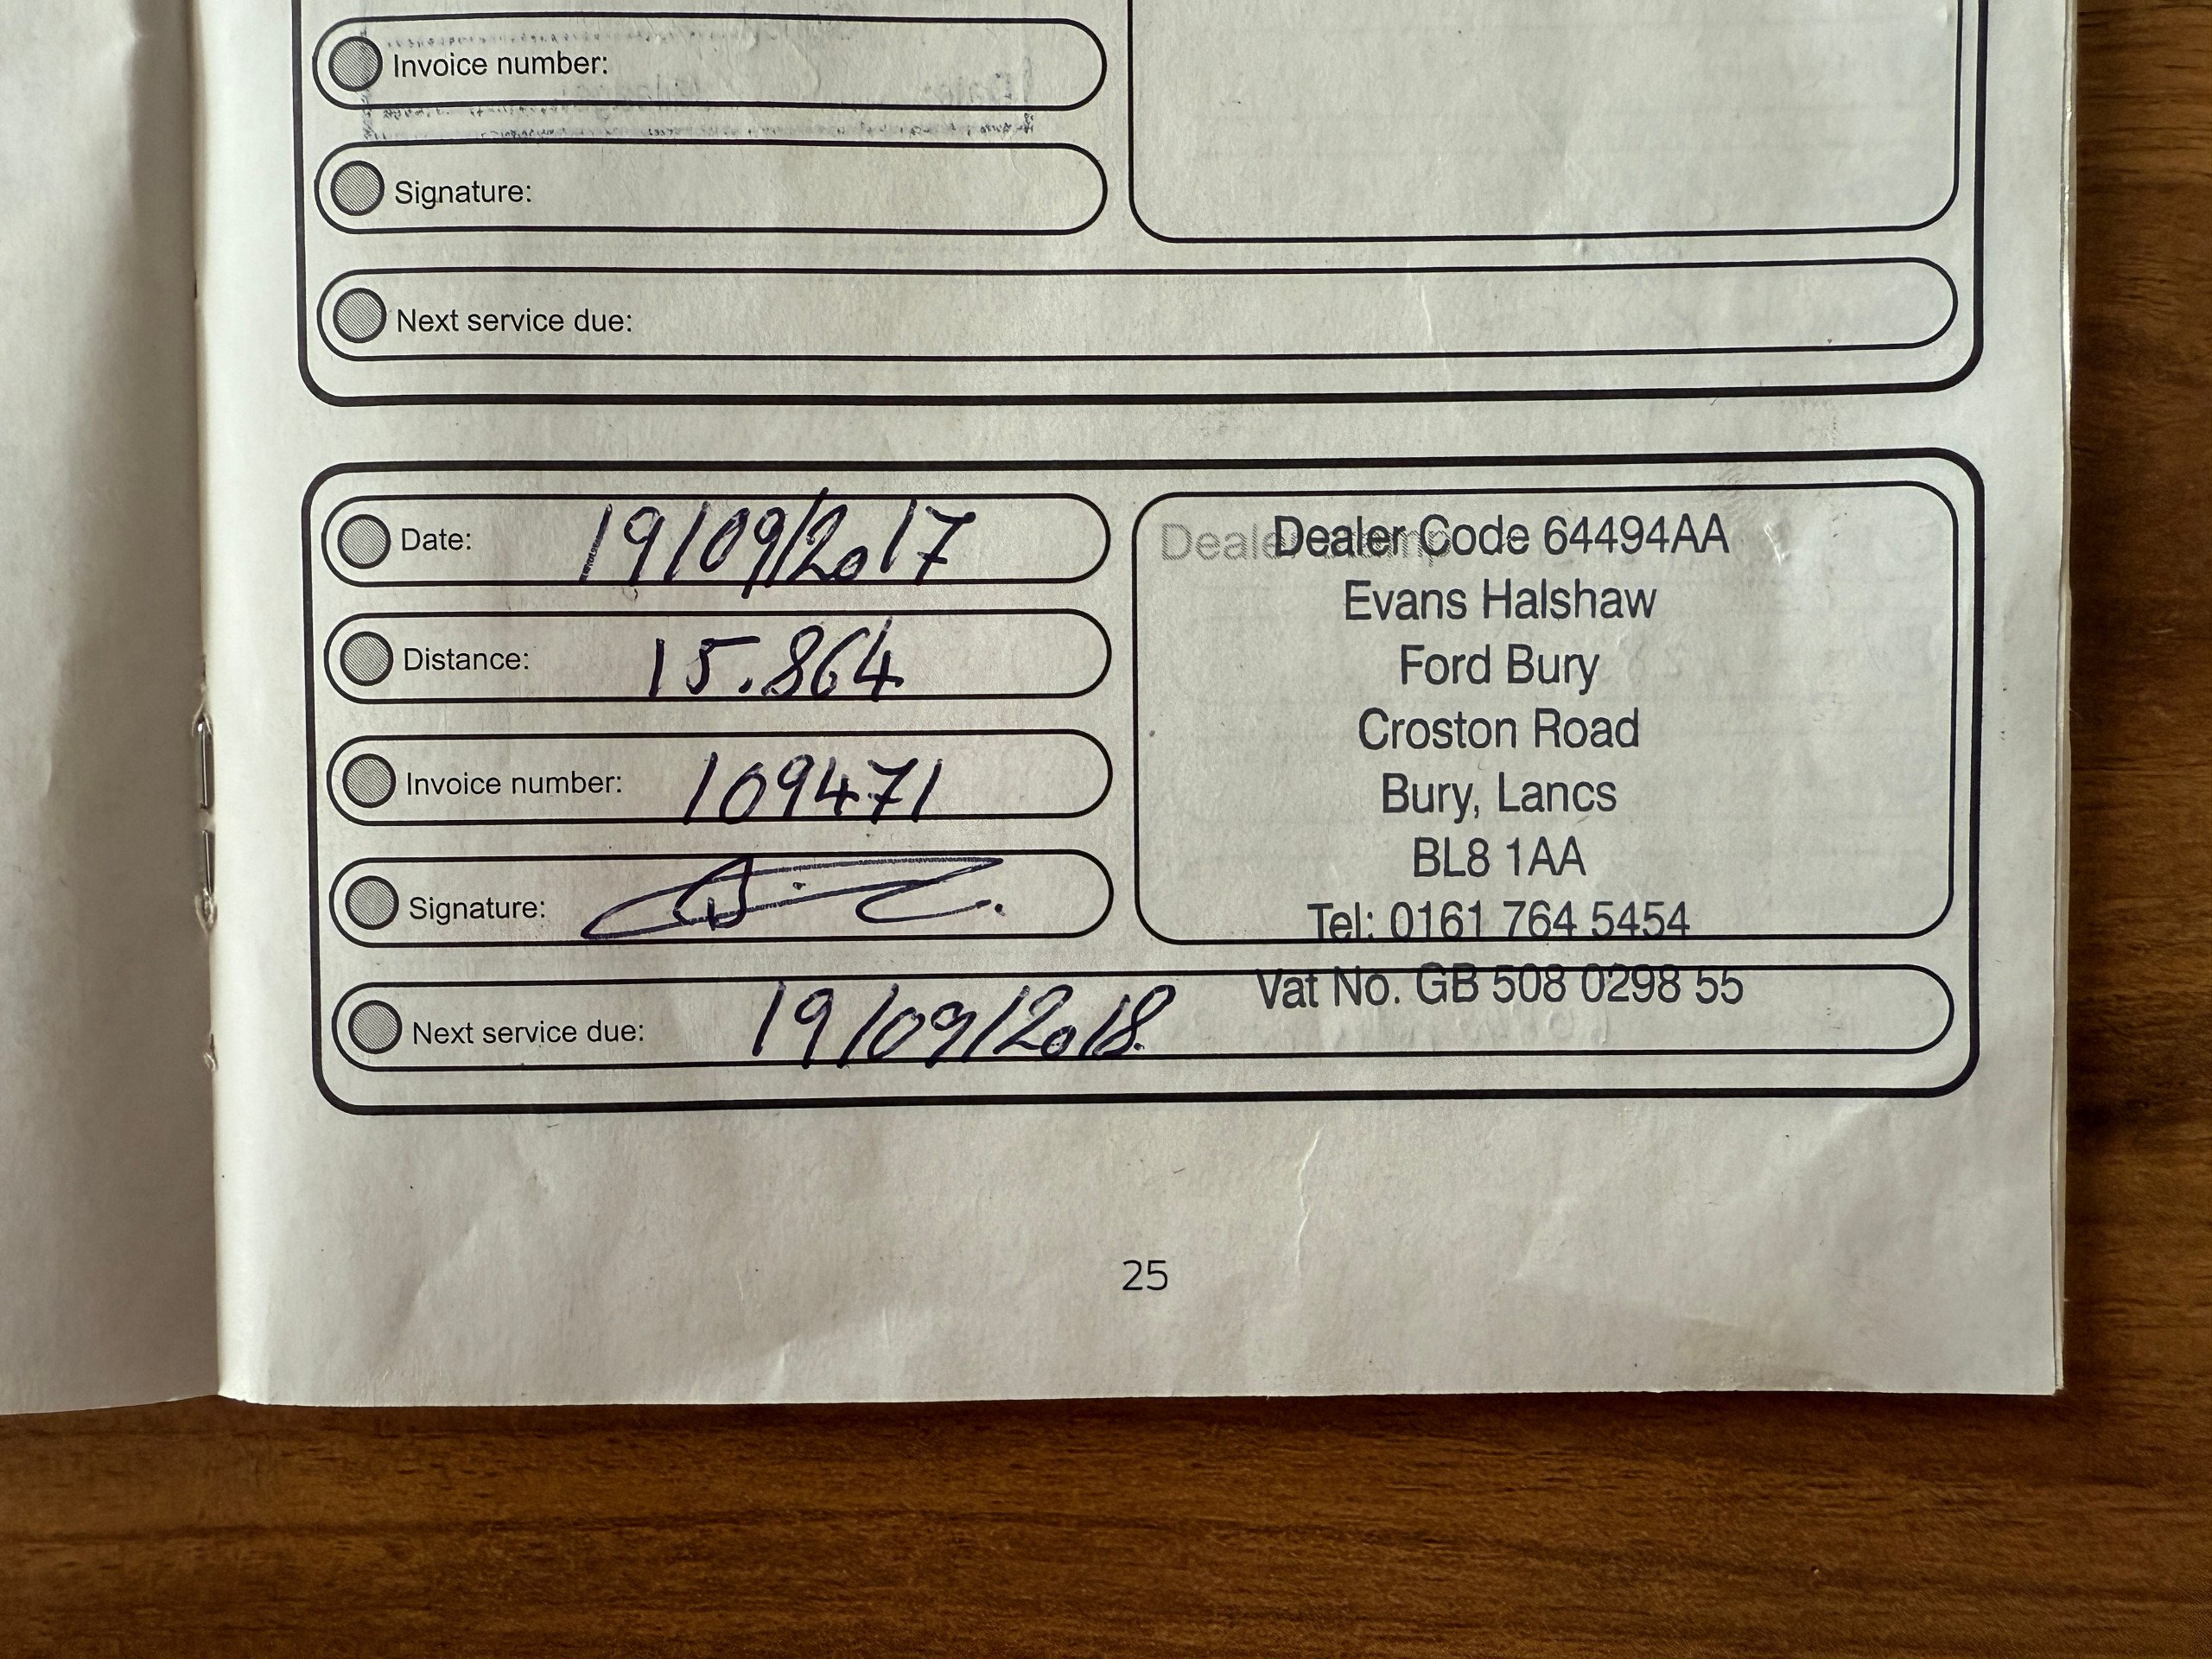 Invoice number:
Signature:
Next service due:
Date: 19/09/2017
Distance: 15.864
Invoice number: 109471
Signature:
Next service due: 19/09/2018.
Dealer Code 64494AA
Evans Halshaw
Ford Bury
Croston Road
Bury, Lancs
BL8 1AA
Tel: 0161 764 5454
Vat No. GB 508 0298 55
25